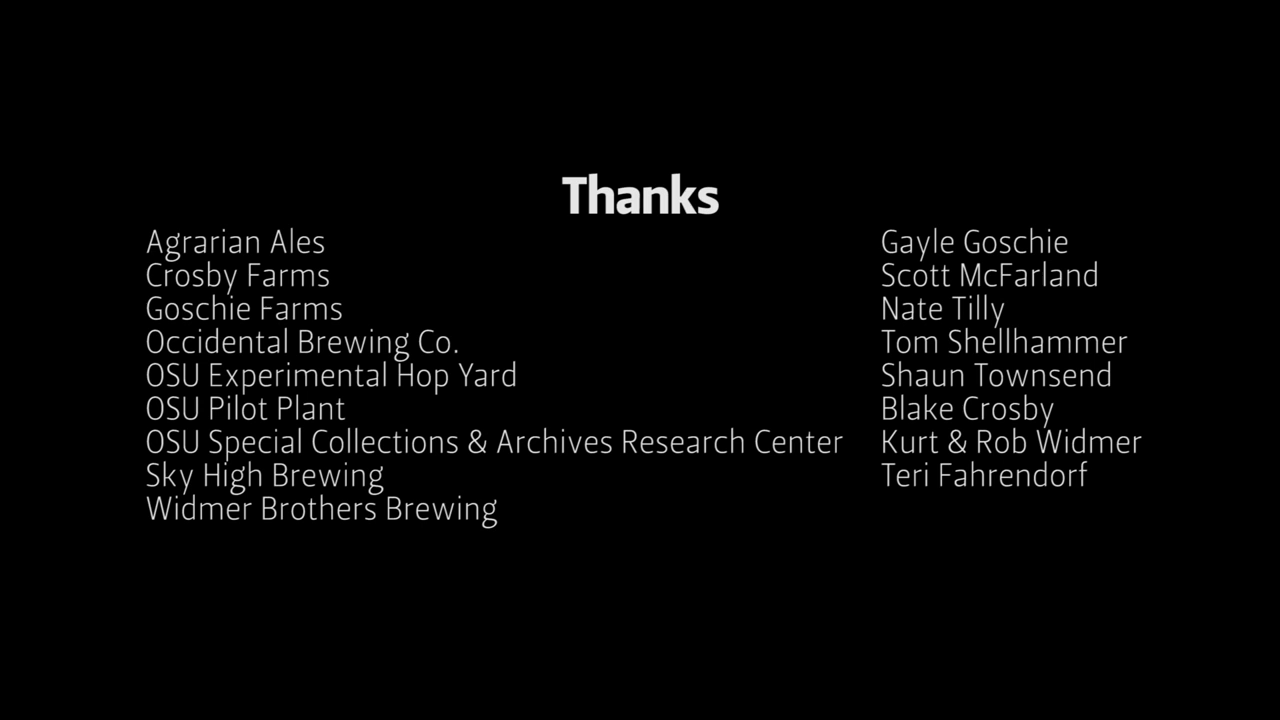 Thanks
Agrarian Ales
Crosby Farms
Goschie Farms
Occidental Brewing Co.
OSU Experimental Hop Yard
OSU Pilot Plant
OSU Special Collections & Archives Research Center
Sky High Brewing
Widmer Brothers Brewing
Gayle Goschie
Scott McFarland
Nate Tilly
Tom Shellhammer
Shaun Townsend
Blake Crosby
Kurt & Rob Widmer
Teri Fahrendorf